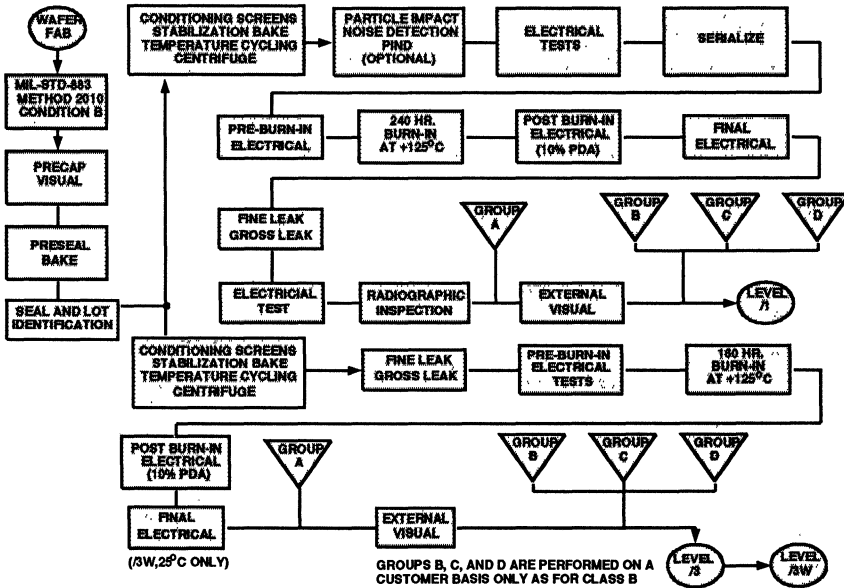 WAFER
FAB
MIL-STD-883
METHOD 2010
CONDITION B
PRECAP
VISUAL
PRESEAL
BAKE
SEAL AND LOT
IDENTIFICATION
CONDITIONING SCREENS
STABILIZATION BAKE
TEMPERATURE CYCLING
CENTRIFUGE
PARTICLE IMPACT
NOISE DETECTION
PIND
(OPTIONAL)
ELECTRICAL
TESTS
SERIALIZE
PRE-BURN-IN
ELECTRICAL
240 HR.
BURN-IN
AT +125°C
POST BURN-IN
ELECTRICAL
(10% PDA)
FINAL
ELECTRICAL
FINE LEAK
GROSS LEAK
GROUP
A
GROUP
B
GROUP
C
GROUP
D
ELECTRICIAL
TEST
RADIOGRAPHIC
INSPECTION
EXTERNAL
VISUAL
LEVEL
/1
CONDITIONING SCREENS
STABILIZATION BAKE
TEMPERATURE CYCLING
CENTRIFUGE
FINE LEAK
GROSS LEAK
PRE-BURN-IN
ELECTRICAL
TESTS
160 HR.
BURN-IN
AT +125°C
POST BURN-IN
ELECTRICAL
(10% PDA)
GROUP
A
GROUP
B
GROUP
C
GROUP
D
FINAL
ELECTRICAL
(/3W,25°C ONLY)
EXTERNAL
VISUAL
GROUPS B, C, AND D ARE PERFORMED ON A
CUSTOMER BASIS ONLY AS FOR CLASS B
LEVEL
/3
LEVEL
/3W